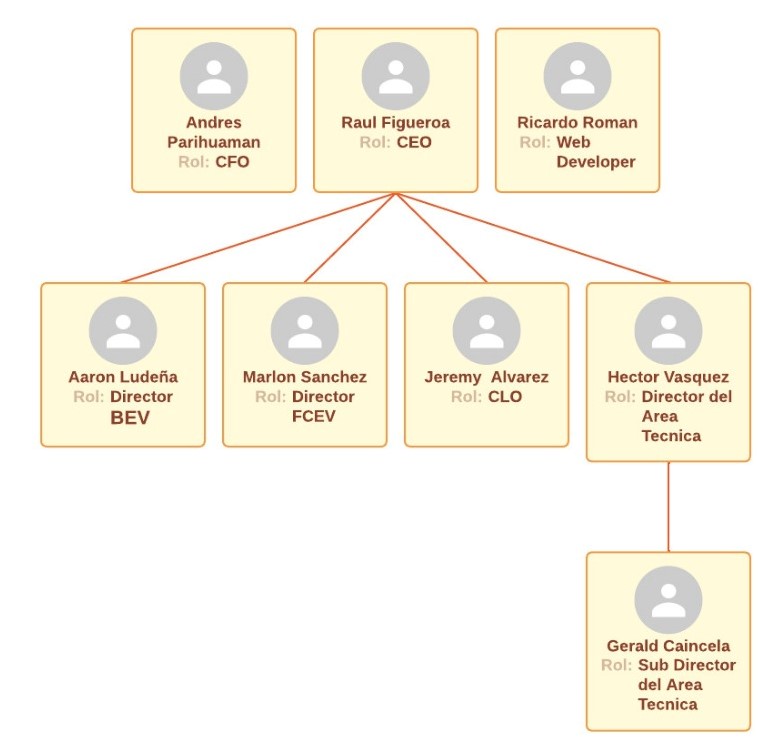 Andres
Parihuaman
Rol: CFO
Raul Figueroa
Rol: CEO
Ricardo Roman
Rol: Web
Developer
Aaron Ludeña
Rol: Director
BEV
Marlon Sanchez
Rol: Director
FCEV
Jeremy  Alvarez
Rol: CLO
Hector Vasquez
Rol: Director del
Area
Tecnica
Gerald Caincela
Rol: Sub Director
del Area
Tecnica